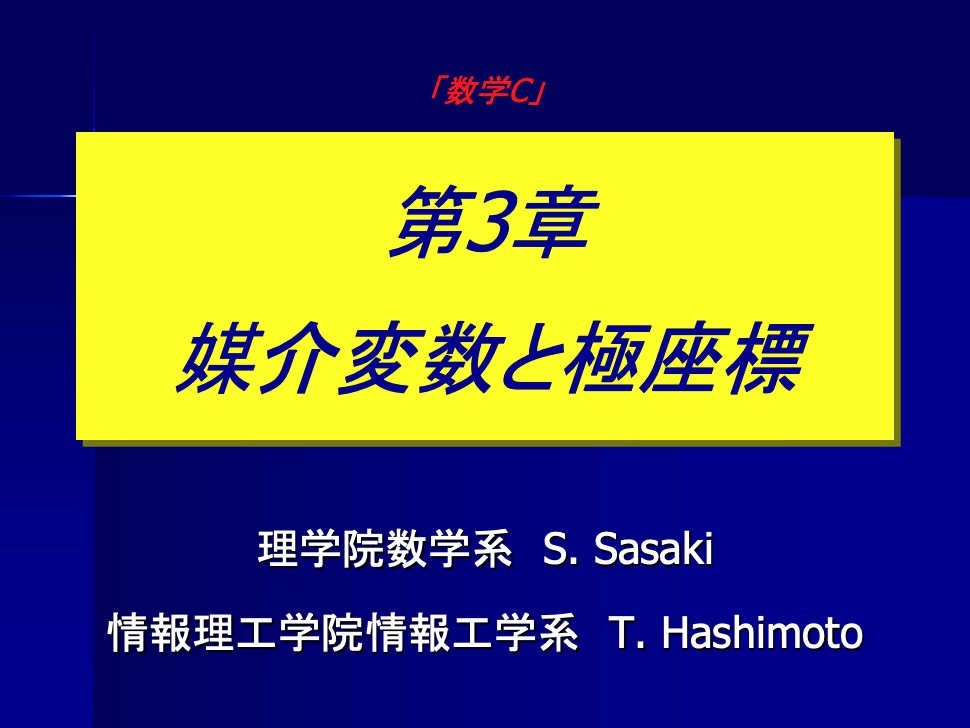 「数学C」
第3章
媒介変数と極座標
理学院数学系 S. Sasaki
情報理工学院情報工学系 T. Hashimoto